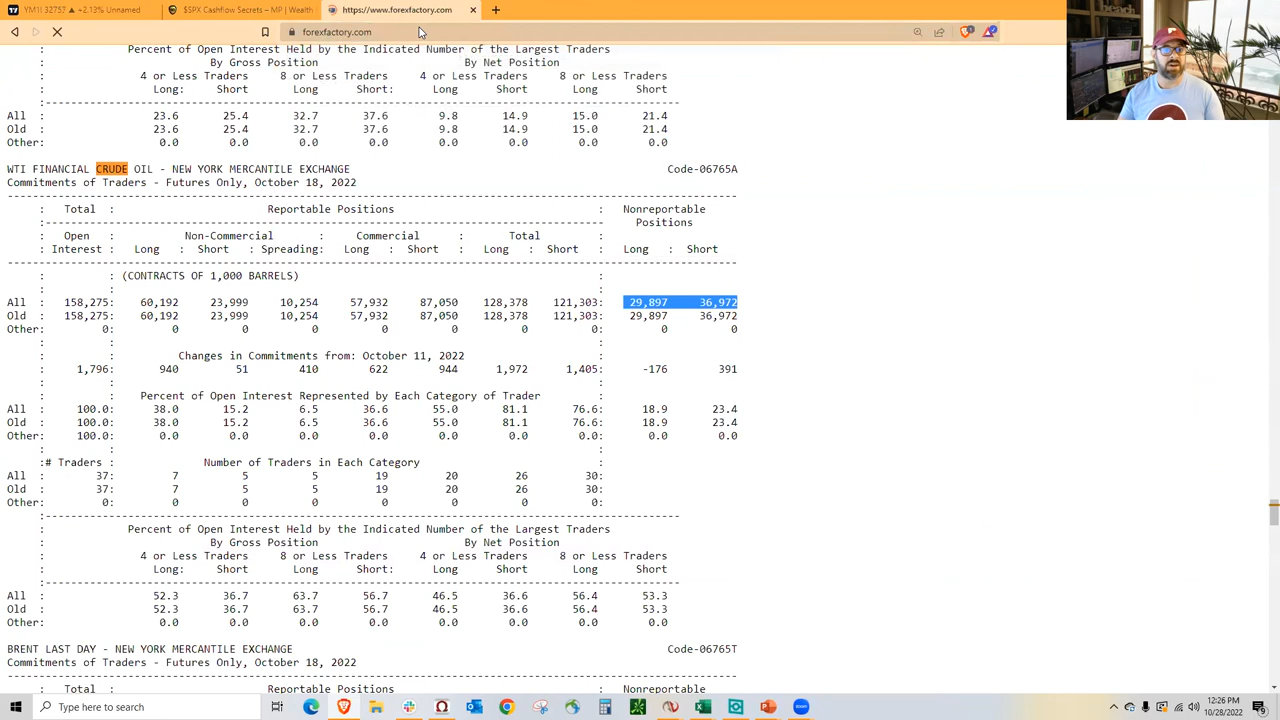 YM1! 32757 ▲ +2.13% Unnamed
$SPX Cashflow Secrets – MP | Wealth
https://www.forexfactory.com
forexfactory.com
Percent of Open Interest Held by the Indicated Number of the Largest Traders
By Gross Position By Net Position
4 or Less Traders 8 or Less Traders 4 or Less Traders 8 or Less Traders
Long: Short Long Short: Long Short Long Short
All : 23.6 25.4 32.7 37.6 9.8 14.9 15.0 21.4
Old : 23.6 25.4 32.7 37.6 9.8 14.9 15.0 21.4
Other: 0.0 0.0 0.0 0.0 0.0 0.0 0.0 0.0
WTI FINANCIAL CRUDE OIL - NEW YORK MERCANTILE EXCHANGE Code-06765A
Commitments of Traders - Futures Only, October 18, 2022
: Total : Reportable Positions : Nonreportable
Positions
: Open : Non-Commercial : Commercial : Total :
: Interest : Long : Short : Spreading: Long : Short : Long : Short : Long : Short
: : (CONTRACTS OF 1,000 BARRELS) :
All : 158,275: 60,192 23,999 10,254 57,932 87,050 128,378 121,303: 29,897 36,972
Old : 158,275: 60,192 23,999 10,254 57,932 87,050 128,378 121,303: 29,897 36,972
Other: 0: 0 0 0 0 0 0 0: 0 0
: : Changes in Commitments from: October 11, 2022 :
: 1,796: 940 51 410 622 944 1,972 1,405: -176 391
: : Percent of Open Interest Represented by Each Category of Trader :
All : 100.0: 38.0 15.2 6.5 36.6 55.0 81.1 76.6: 18.9 23.4
Old : 100.0: 38.0 15.2 6.5 36.6 55.0 81.1 76.6: 18.9 23.4
Other: 100.0: 0.0 0.0 0.0 0.0 0.0 0.0 0.0: 0.0 0.0
:# Traders : Number of Traders in Each Category :
All : 37: 7 5 5 19 20 26 30:
Old : 37: 7 5 5 19 20 26 30:
Other: 0: 0 0 0 0 0 0 0:
: Percent of Open Interest Held by the Indicated Number of the Largest Traders
: By Gross Position By Net Position
: 4 or Less Traders 8 or Less Traders 4 or Less Traders 8 or Less Traders
: Long: Short Long Short: Long Short Long Short
All : 52.3 36.7 63.7 56.7 46.5 36.6 56.4 53.3
Old : 52.3 36.7 63.7 56.7 46.5 36.6 56.4 53.3
Other: 0.0 0.0 0.0 0.0 0.0 0.0 0.0 0.0
BRENT LAST DAY - NEW YORK MERCANTILE EXCHANGE Code-06765T
Commitments of Traders - Futures Only, October 18, 2022
: Total : Reportable Positions : Nonreportable
Type here to search
12:26 PM
10/28/2022